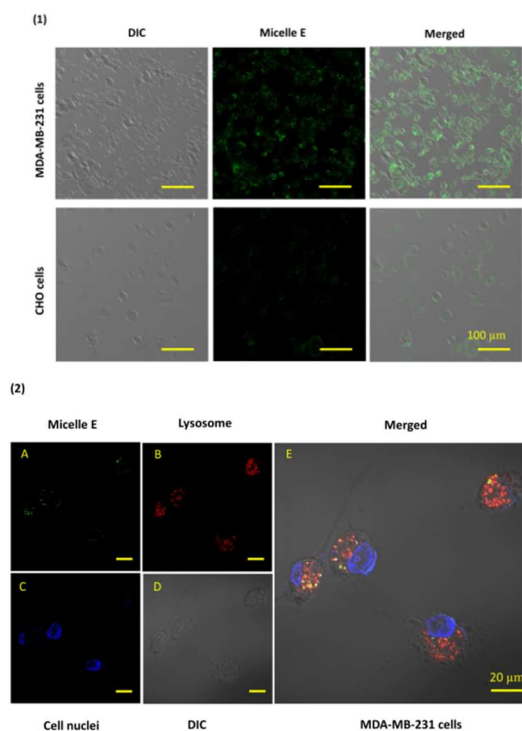 (1)
DIC Micelle E Merged
MDA-MB-231 cells
CHO cells
100 μm
(2)
Micelle E Lysosome Merged
A B E
C D
20 μm
Cell nuclei DIC MDA-MB-231 cells